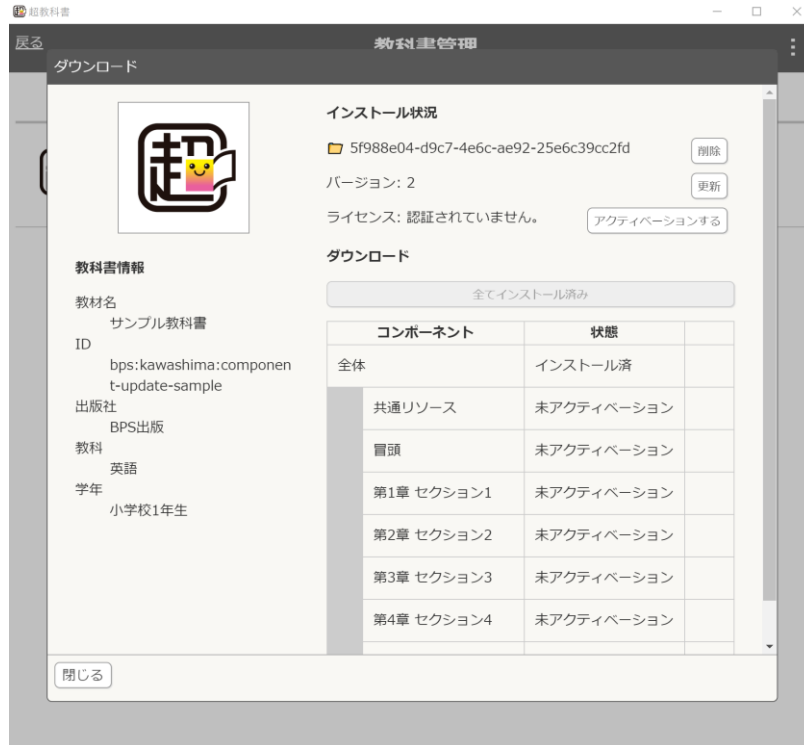 超教科書
戻る
教科書管理
ダウンロード
超
教科書情報
教材名
サンプル教科書
ID
bps:kawashima:componen
t-update-sample
出版社
BPS出版
教科
英語
学年
小学校1年生
インストール状況
5f988e04-d9c7-4e6c-ae92-25e6c39cc2fd
削除
バージョン: 2
更新
ライセンス: 認証されていません。
アクティベーションする
ダウンロード
全てインストール済み
コンポーネント 状態
全体 インストール済
共通リソース 未アクティベーション
冒頭 未アクティベーション
第1章 セクション1 未アクティベーション
第2章 セクション2 未アクティベーション
第3章 セクション3 未アクティベーション
第4章 セクション4 未アクティベーション
閉じる